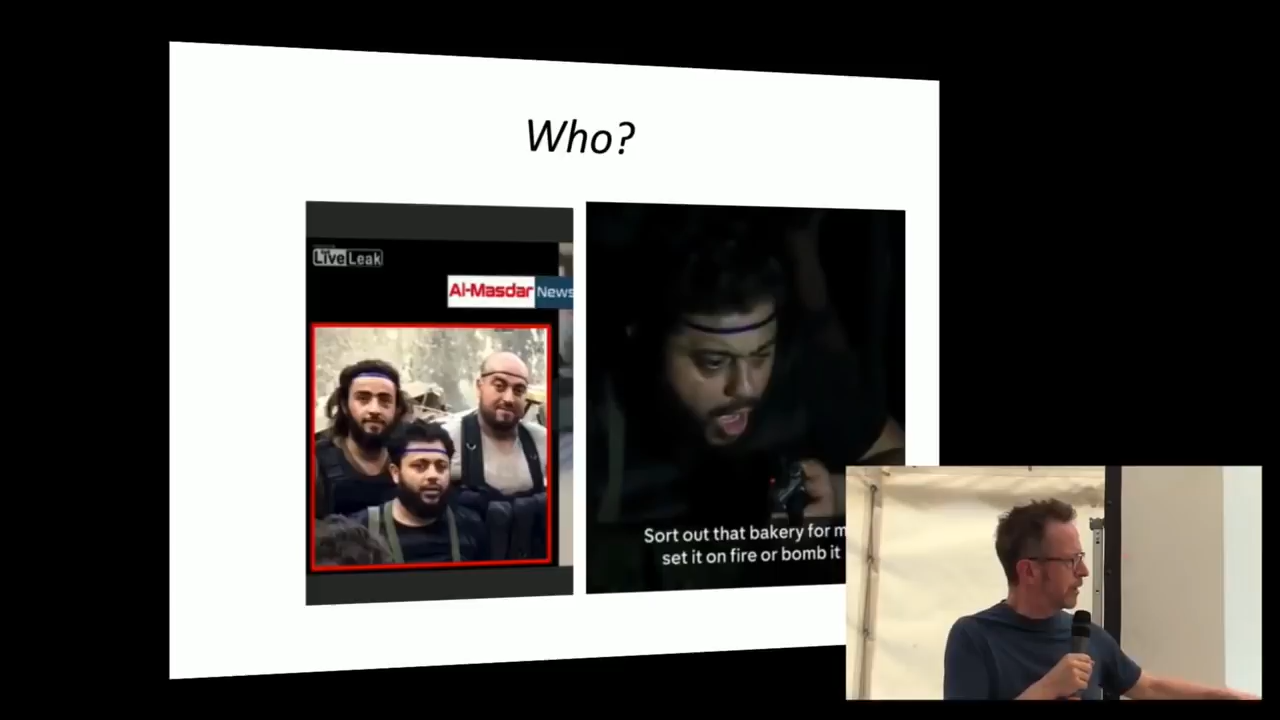 Who?
LiveLeak
Al-Masdar News
Sort out that bakery for m
set it on fire or bomb it